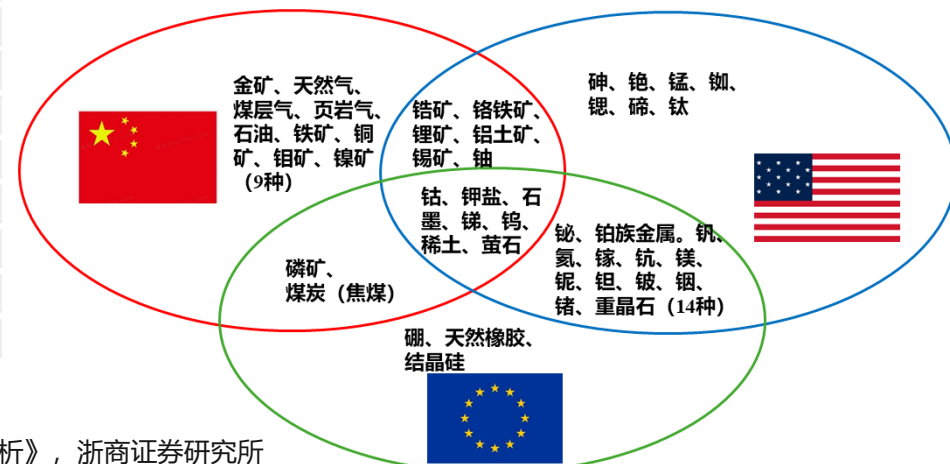 金矿、天然气、
煤层气、页岩气、
石油、铁矿、铜
矿、钼矿、镍矿
（9种）
锆矿、铬铁矿、
锂矿、铝土矿、
锡矿、铀
砷、铯、锰、铷、
锶、碲、钛
钴、钾盐、石
墨、锑、钨、
稀土、萤石
铋、铂族金属。钒、
氦、镓、钪、镁、
铌、钽、铍、铟、
锗、重晶石（14种）
磷矿、
煤炭（焦煤）
硼、天然橡胶、
结晶硅
析》，浙商证券研究所